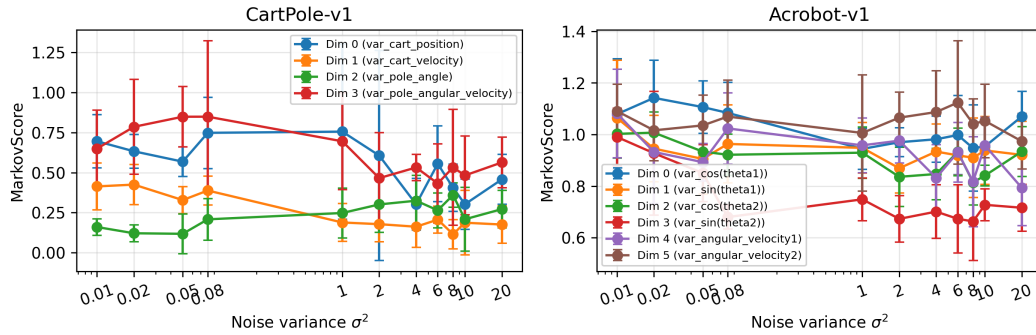 CartPole-v1
MarkovScore
1.25
1.00
0.75
0.50
0.25
0.00
Dim 0 (var_cart_position)
Dim 1 (var_cart_velocity)
Dim 2 (var_pole_angle)
Dim 3 (var_pole_angular_velocity)
0.01
0.02
0.05
0.08
1
2
4
6
8
10
20
Noise variance σ²
Acrobot-v1
MarkovScore
1.4
1.2
1.0
0.8
0.6
Dim 0 (var_cos(theta1))
Dim 1 (var_sin(theta1))
Dim 2 (var_cos(theta2))
Dim 3 (var_sin(theta2))
Dim 4 (var_angular_velocity1)
Dim 5 (var_angular_velocity2)
0.01
0.02
0.05
0.08
1
2
4
6
8
10
20
Noise variance σ²